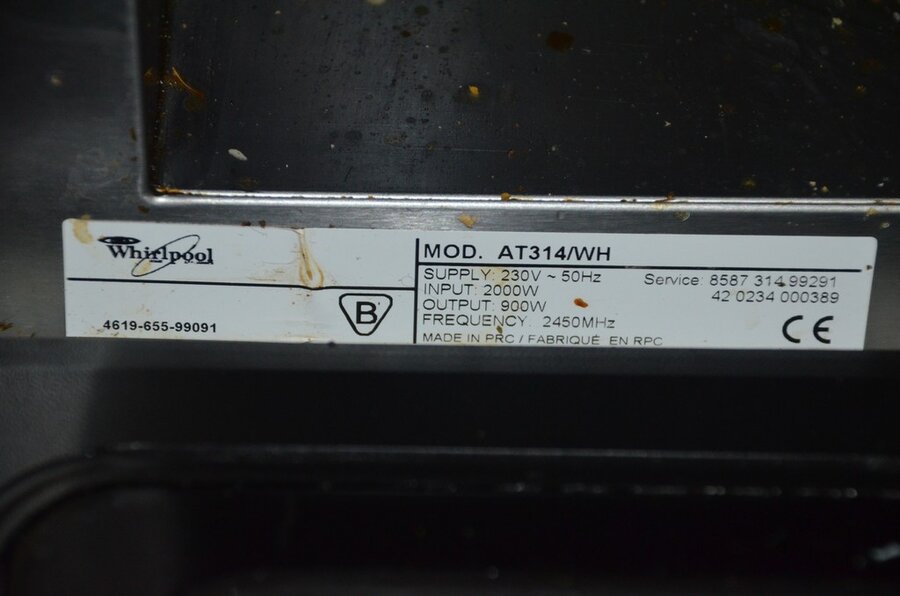 Whirlpool
4619-655-99091
B
MOD. AT314/WH
SUPPLY: 230V ~ 50Hz
INPUT: 2000W
OUTPUT: 900W
FREQUENCY: 2450MHz
MADE IN PRC / FABRIQUÉ EN RPC
Service: 8587 314 99291
42 0234 000389
CE